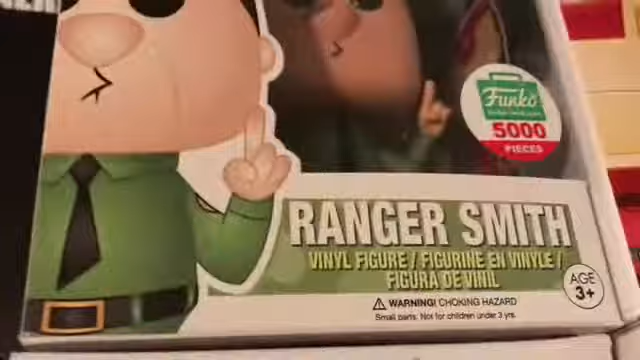 Funko
5000
PIECES
RANGER SMITH
VINYL FIGURE / FIGURINE EN VINYLE /
FIGURA DE VINIL
AGE
3+
⚠ WARNING! CHOKING HAZARD
Small parts. Not for children under 3 yrs.